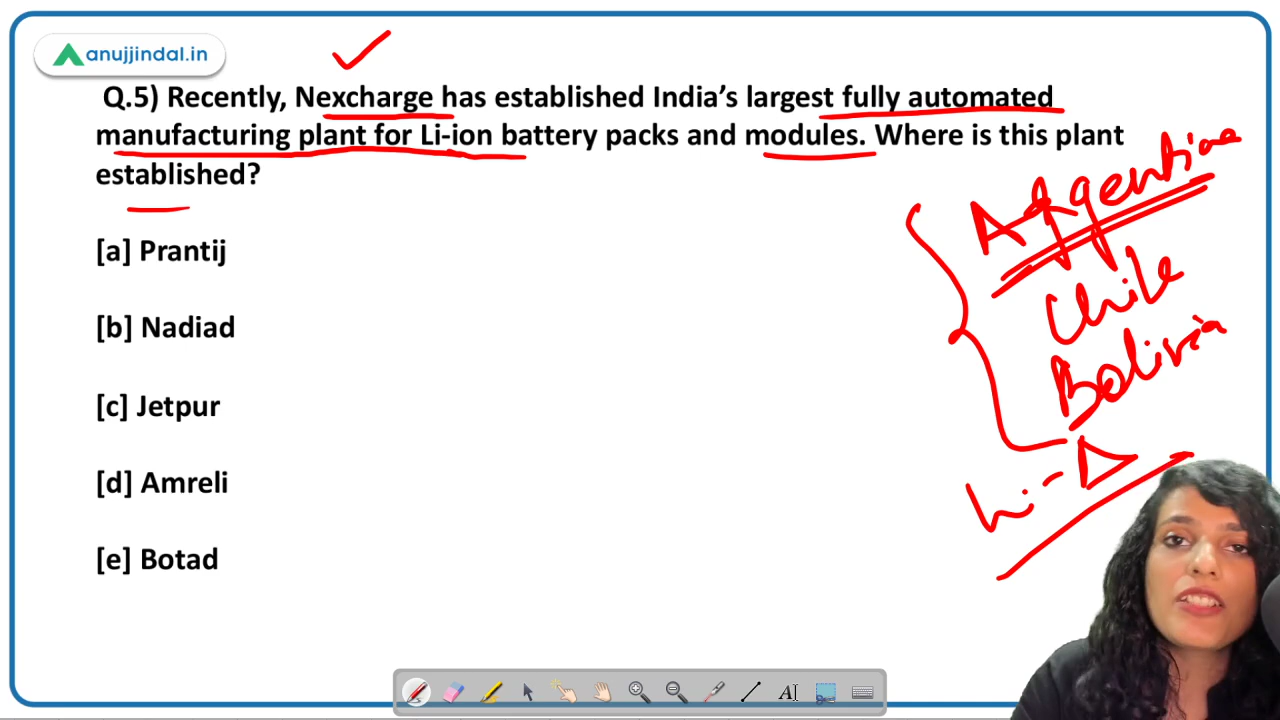 anujjindal.in
Q.5) Recently, Nexcharge has established India's largest fully automated
manufacturing plant for Li-ion battery packs and modules. Where is this plant
established?
[a] Prantij
[b] Nadiad
[c] Jetpur
[d] Amreli
[e] Botad
Argentina
Chile
Bolivia
Li - Δ
AI